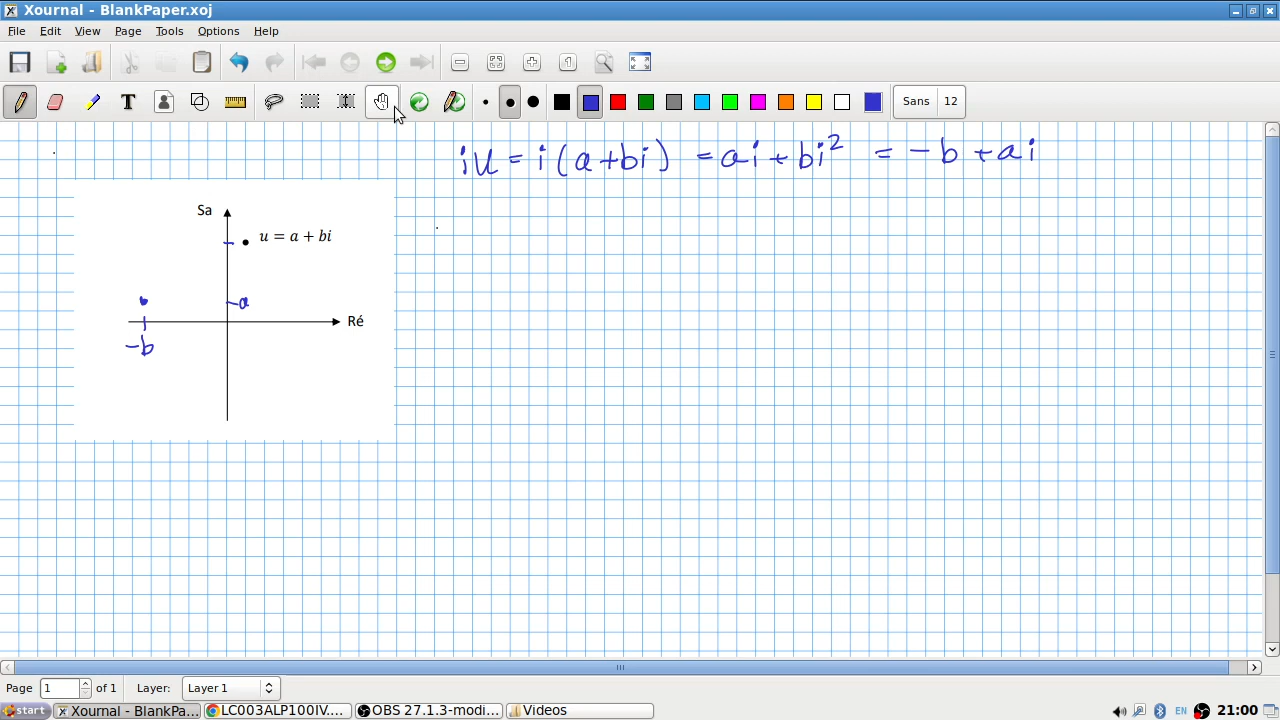 Xournal - BlankPaper.xoj
File Edit View Page Tools Options Help
T Sans 12
iu = i(a+bi) = ai + bi² = -b + ai
Sa
u = a + bi
a
Ré
-b
Page 1 of 1 Layer: Layer 1
start Xournal - BlankPa... LC003ALP100IV.... OBS 27.1.3-modi... Videos EN 21:00